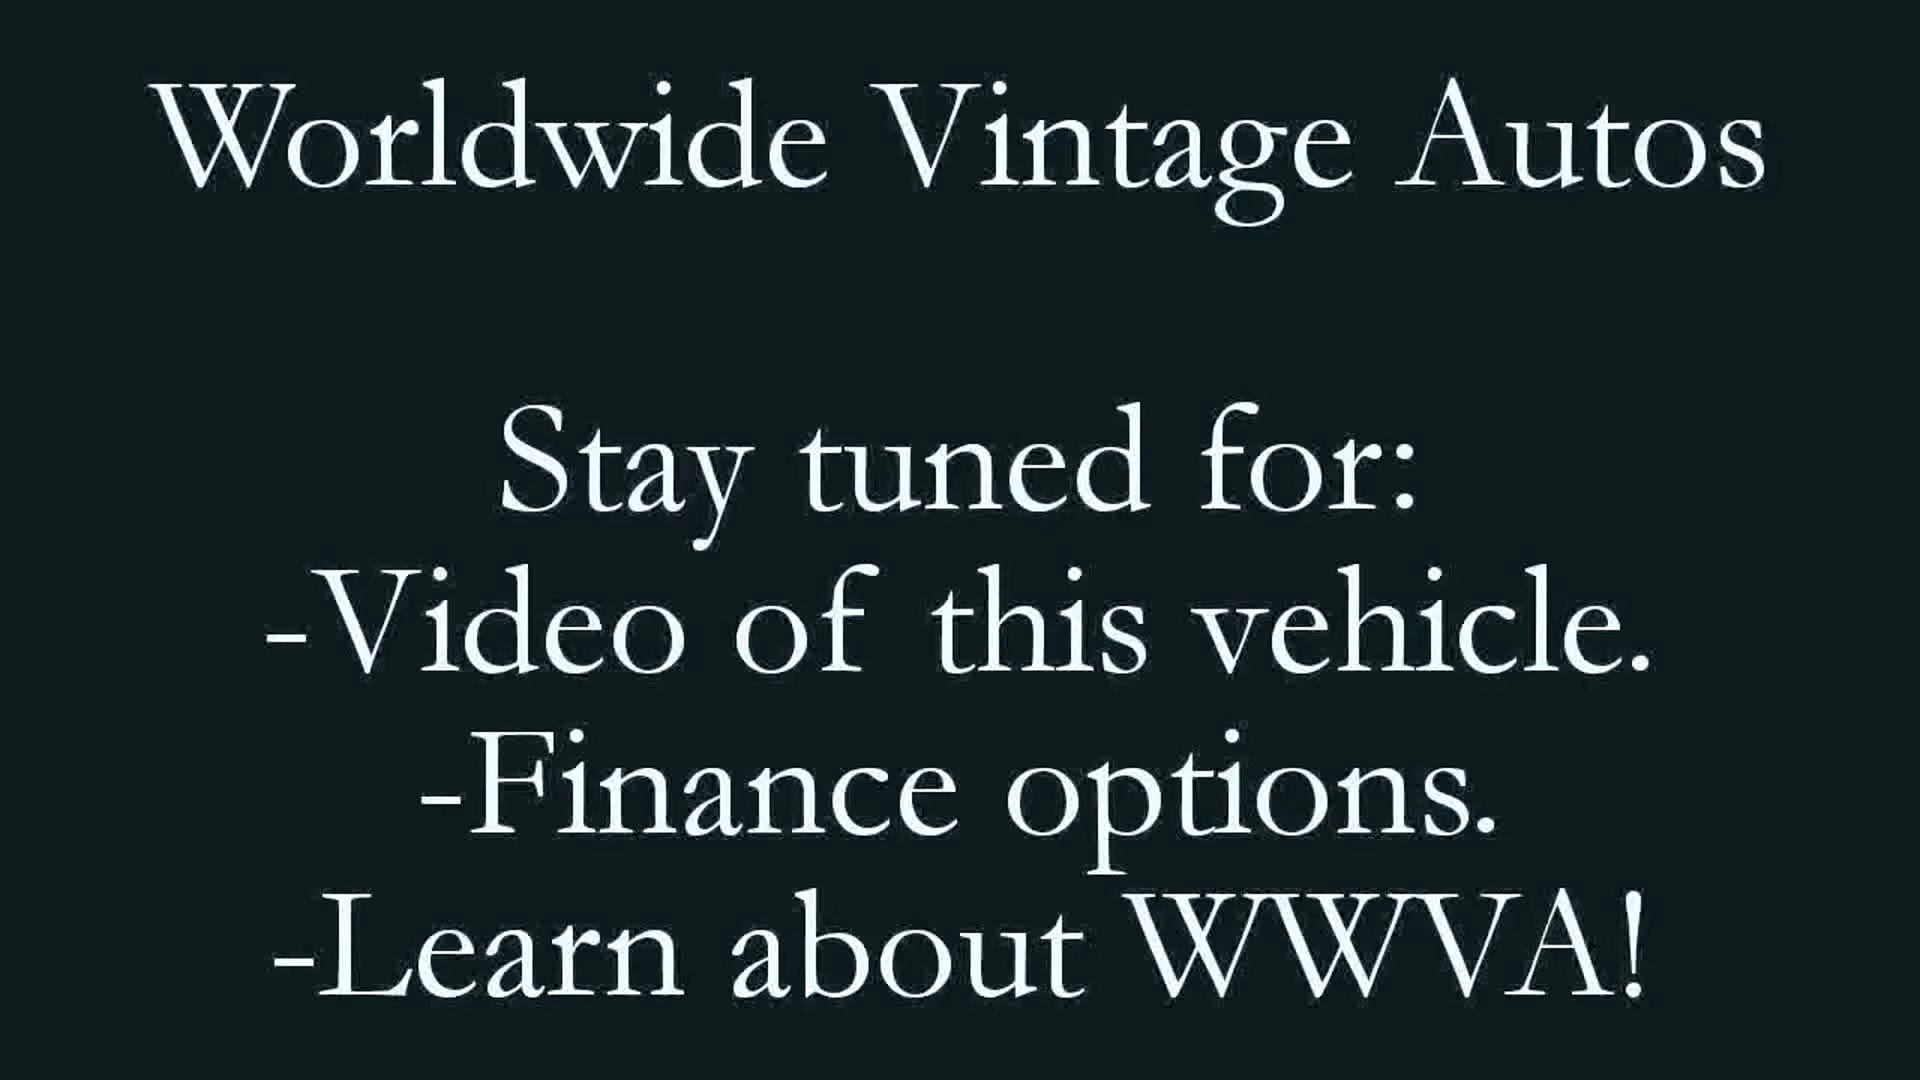 Worldwide Vintage Autos
Stay tuned for:
-Video of this vehicle.
-Finance options.
-Learn about WWVA!